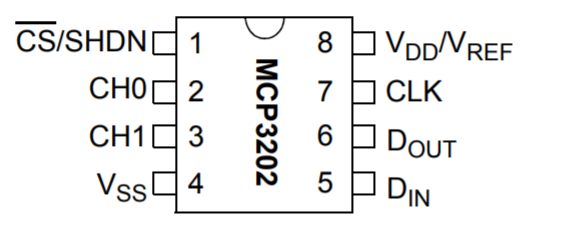 CS/SHDN 1 8 VDD/VREF
CH0 2 7 CLK
CH1 3 6 DOUT
VSS 4 5 DIN
MCP3202